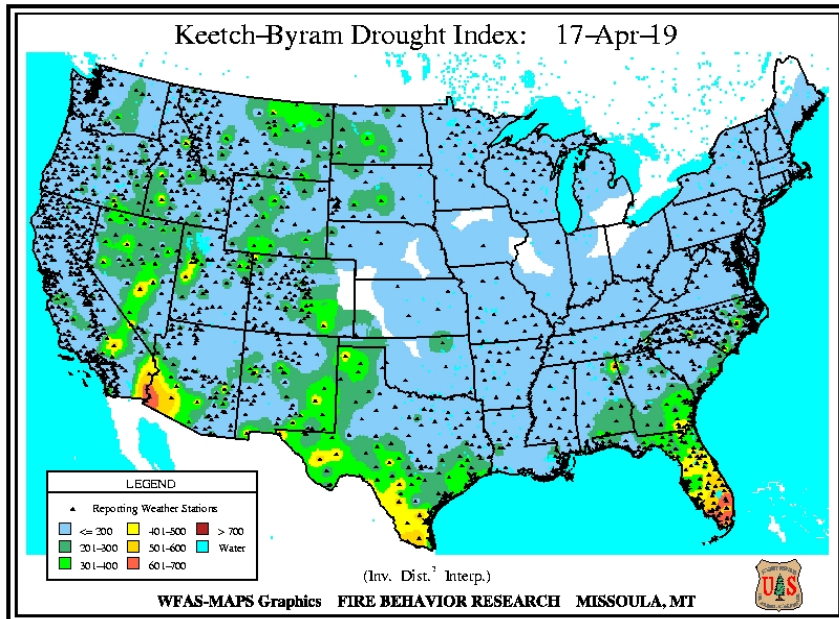 Keetch–Byram Drought Index: 17–Apr–19
LEGEND
Reporting Weather Stations
<= 200
401–500
> 700
201–300
501–600
Water
301–400
601–700
(Inv. Dist.² Interp.)
WFAS–MAPS Graphics FIRE BEHAVIOR RESEARCH MISSOULA, MT
U S